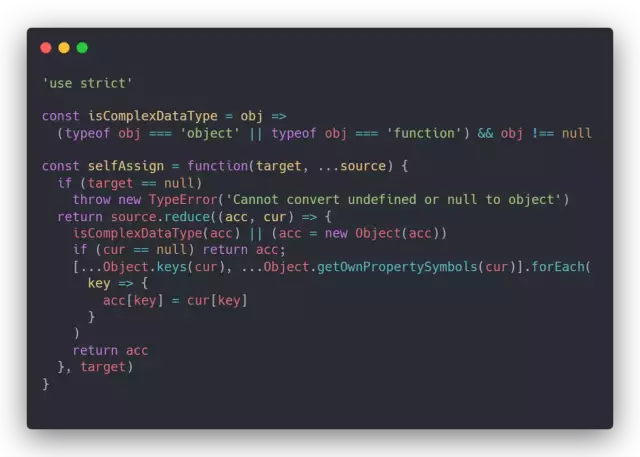 'use strict'
const isComplexDataType = obj =>
(typeof obj === 'object' || typeof obj === 'function') && obj !== null
const selfAssign = function(target, ...source) {
if (target == null)
throw new TypeError('Cannot convert undefined or null to object')
return source.reduce((acc, cur) => {
isComplexDataType(acc) || (acc = new Object(acc))
if (cur == null) return acc;
[...Object.keys(cur), ...Object.getOwnPropertySymbols(cur)].forEach(
key => {
acc[key] = cur[key]
}
)
return acc
}, target)
}